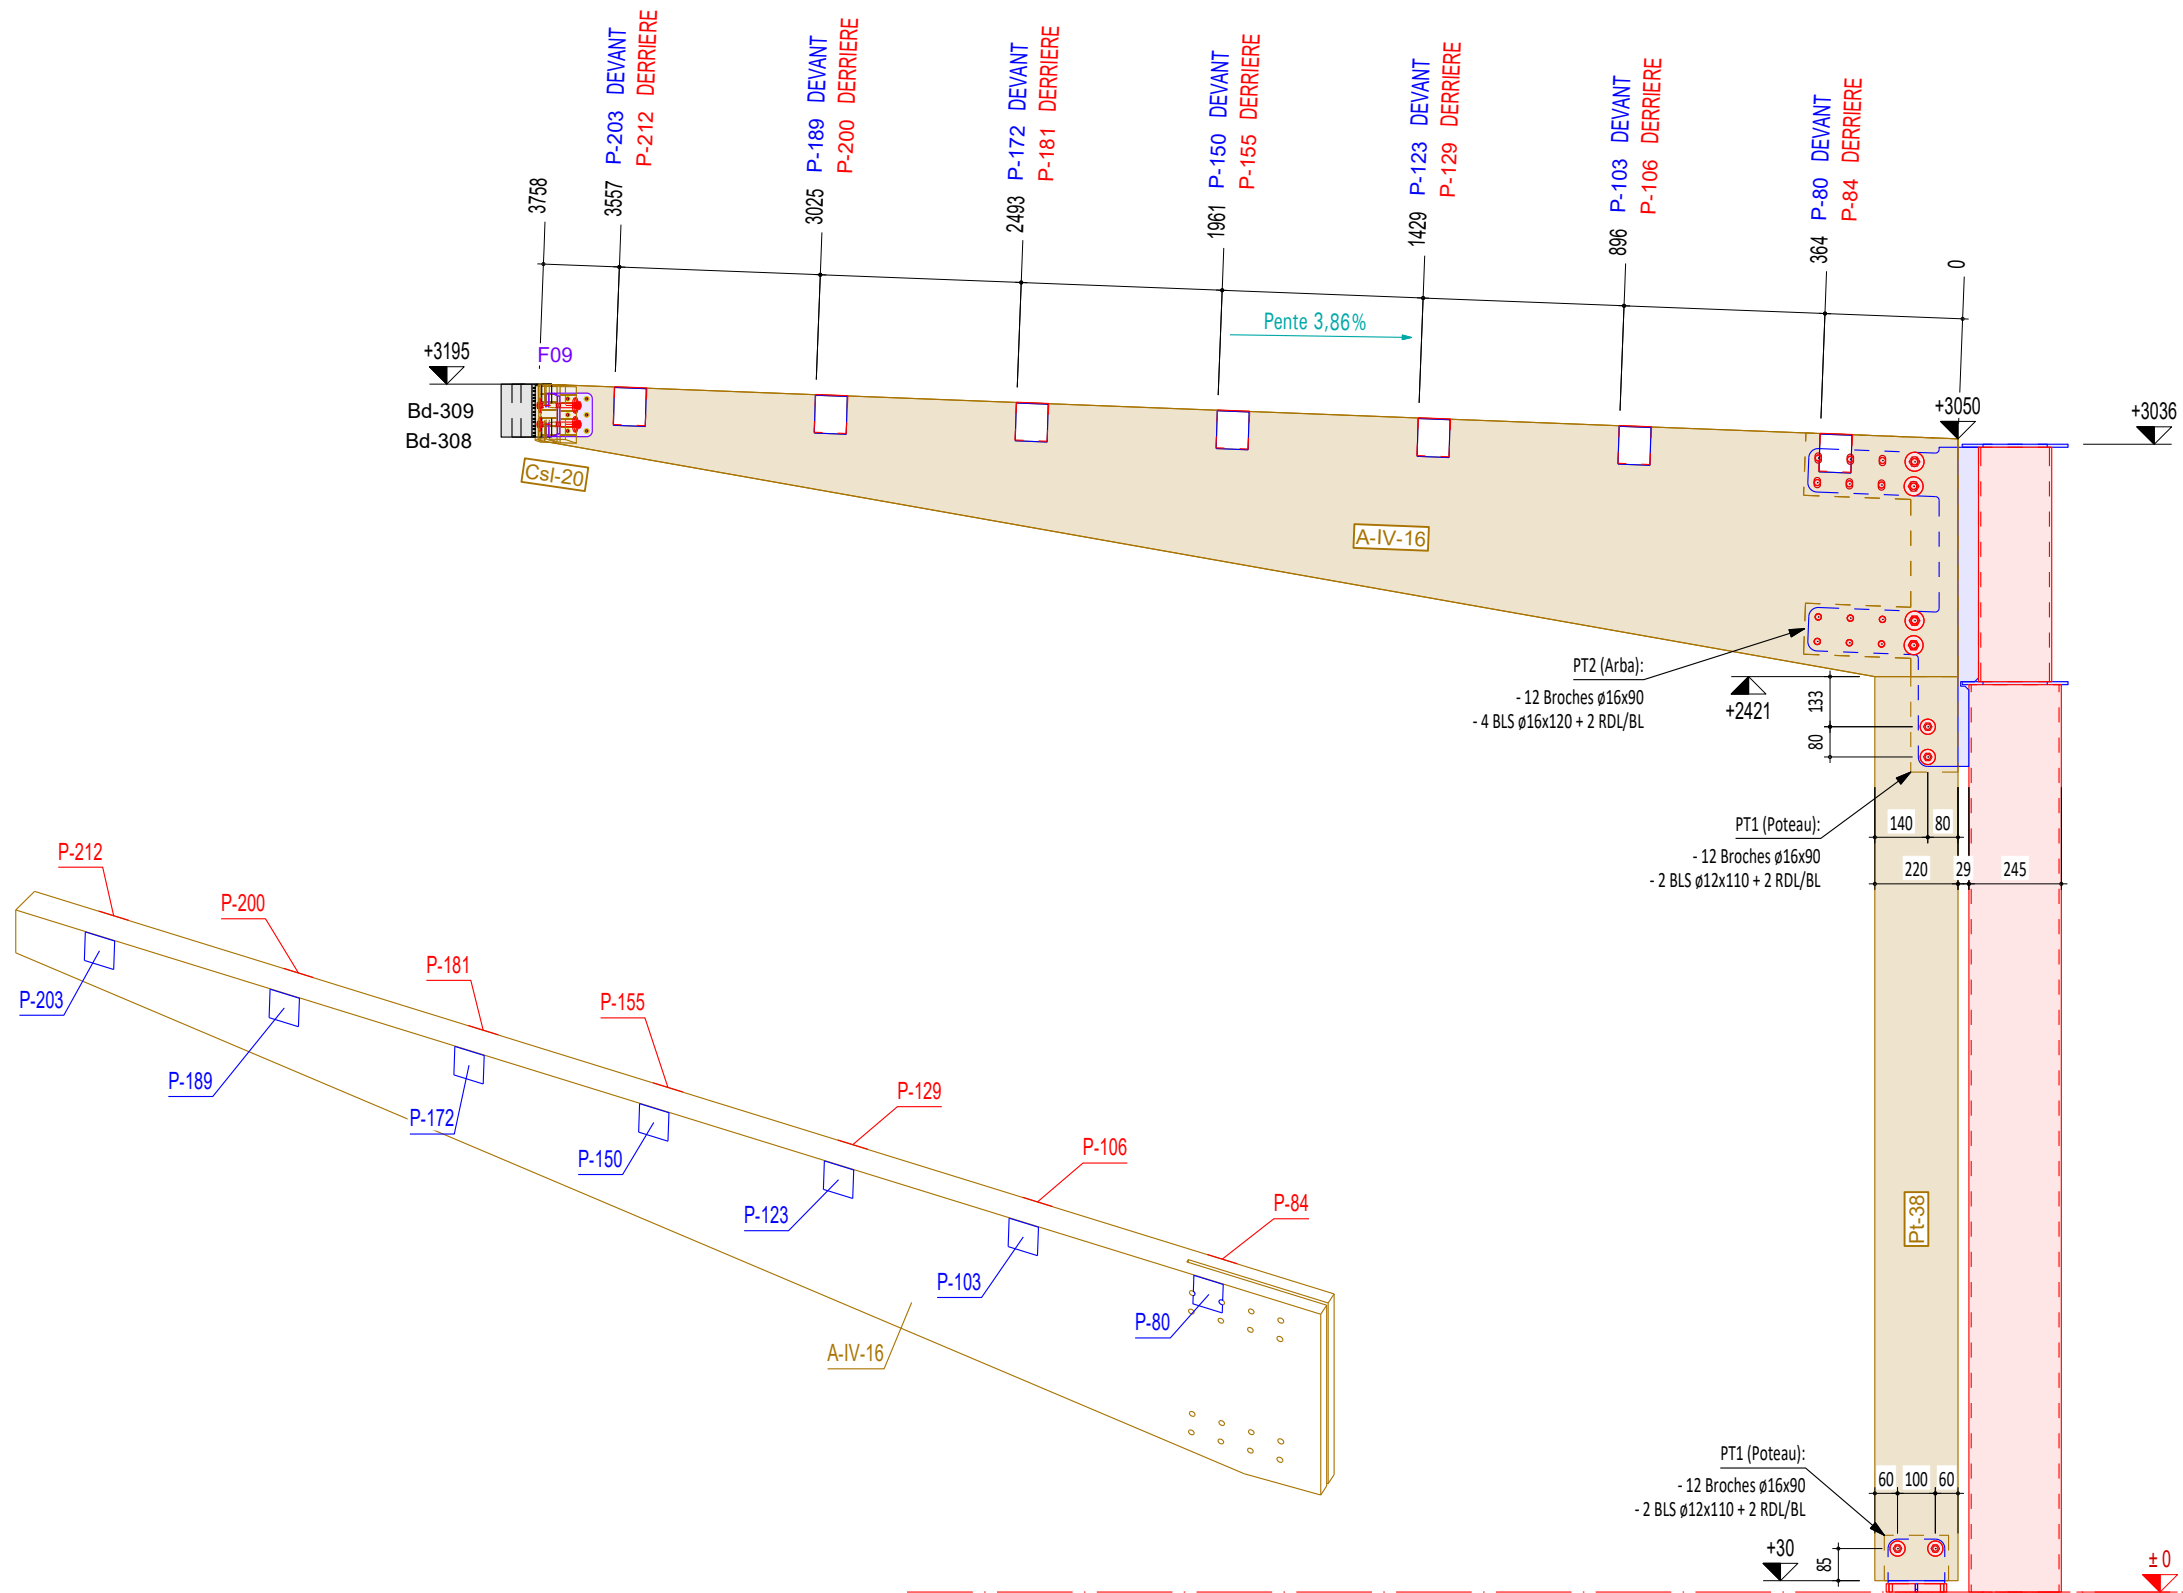 P-203 DEVANT
P-212 DERRIERE
P-189 DEVANT
P-200 DERRIERE
P-172 DEVANT
P-181 DERRIERE
P-150 DEVANT
P-155 DERRIERE
P-123 DEVANT
P-129 DERRIERE
P-103 DEVANT
P-106 DERRIERE
P-80 DEVANT
P-84 DERRIERE
3758
3557
3025
2493
1961
1429
896
364
0
Pente 3,86%
+3195
F09
Bd-309
Bd-308
Csl-20
+3050
+3036
A-IV-16
PT2 (Arba):
- 12 Broches ø16x90
- 4 BLS ø16x120 + 2 RDL/BL
+2421
133
80
PT1 (Poteau):
- 12 Broches ø16x90
- 2 BLS ø12x110 + 2 RDL/BL
140
80
220
29
245
P-212
P-200
P-181
P-155
P-129
P-106
P-84
P-203
P-189
P-172
P-150
P-123
P-103
P-80
A-IV-16
Pt-38
PT1 (Poteau):
- 12 Broches ø16x90
- 2 BLS ø12x110 + 2 RDL/BL
60
100
60
+30
85
±0